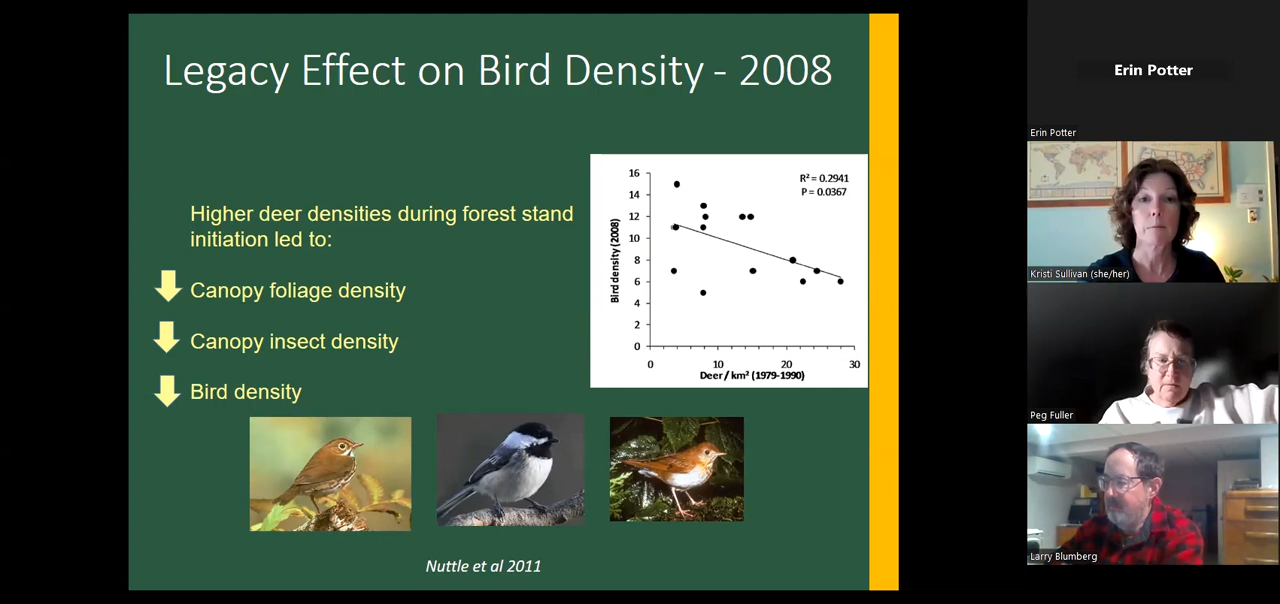 Legacy Effect on Bird Density - 2008
Higher deer densities during forest stand
initiation led to:
Canopy foliage density
Canopy insect density
Bird density
R² = 0.2941
P = 0.0367
16
14
12
10
8
6
4
2
0
Bird density (2008)
0
10
20
30
Deer / km² (1979-1990)
Nuttle et al 2011
Erin Potter
Erin Potter
Kristi Sullivan (she/her)
Peg Fuller
Larry Blumberg